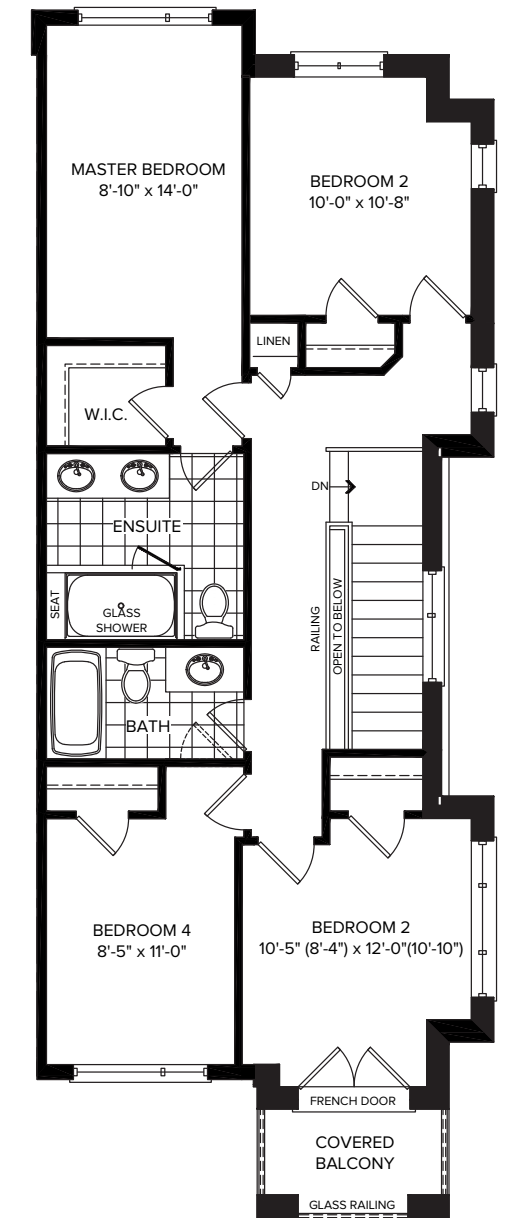 MASTER BEDROOM
8'-10" x 14'-0"
BEDROOM 2
10'-0" x 10'-8"
LINEN
W.I.C.
DN
ENSUITE
SEAT
GLASS
SHOWER
RAILING
OPEN TO BELOW
BATH
BEDROOM 4
8'-5" x 11'-0"
BEDROOM 2
10'-5" (8'-4") x 12'-0"(10'-10")
FRENCH DOOR
COVERED
BALCONY
GLASS RAILING